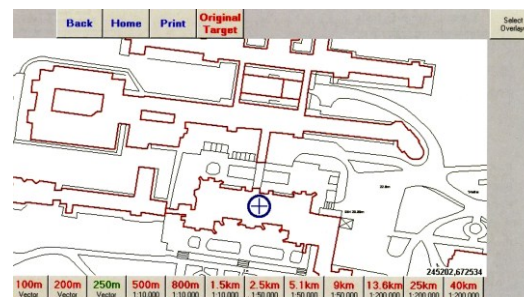 Back Home Print Original Target
Select Overlay
245202,672534
100m 200m 250m 500m 800m 1.5km 2.5km 5.1km 9km 13.6km 25km 40km
Vector Vector Vector 1:10,000 1:10,000 1:10,000 1:50,000 1:50,000 1:50,000 1:200,000 1:200,000 1:200,000